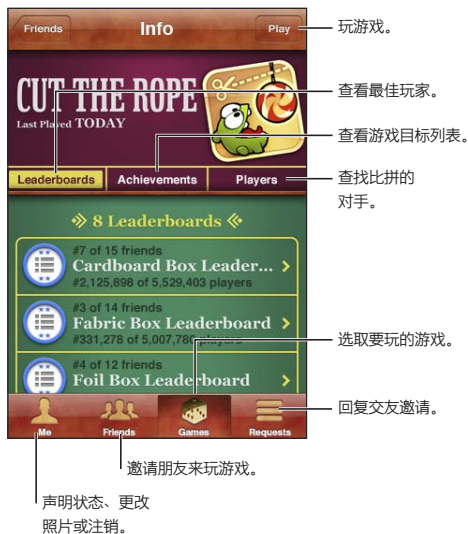 Friends
Info
Play
玩游戏。
CUT THE ROPE
Last Played TODAY
查看最佳玩家。
查看游戏目标列表。
Leaderboards
Achievements
Players
查找比拼的
对手。
8 Leaderboards
#7 of 15 friends
Cardboard Box Leader...
#2,125,898 of 5,529,403 players
#3 of 14 friends
Fabric Box Leaderboard
#331,278 of 5,007,780 players
选取要玩的游戏。
#4 of 12 friends
Foil Box Leaderboard
回复交友邀请。
Me
Friends
Games
Requests
邀请朋友来玩游戏。
声明状态、更改
照片或注销。